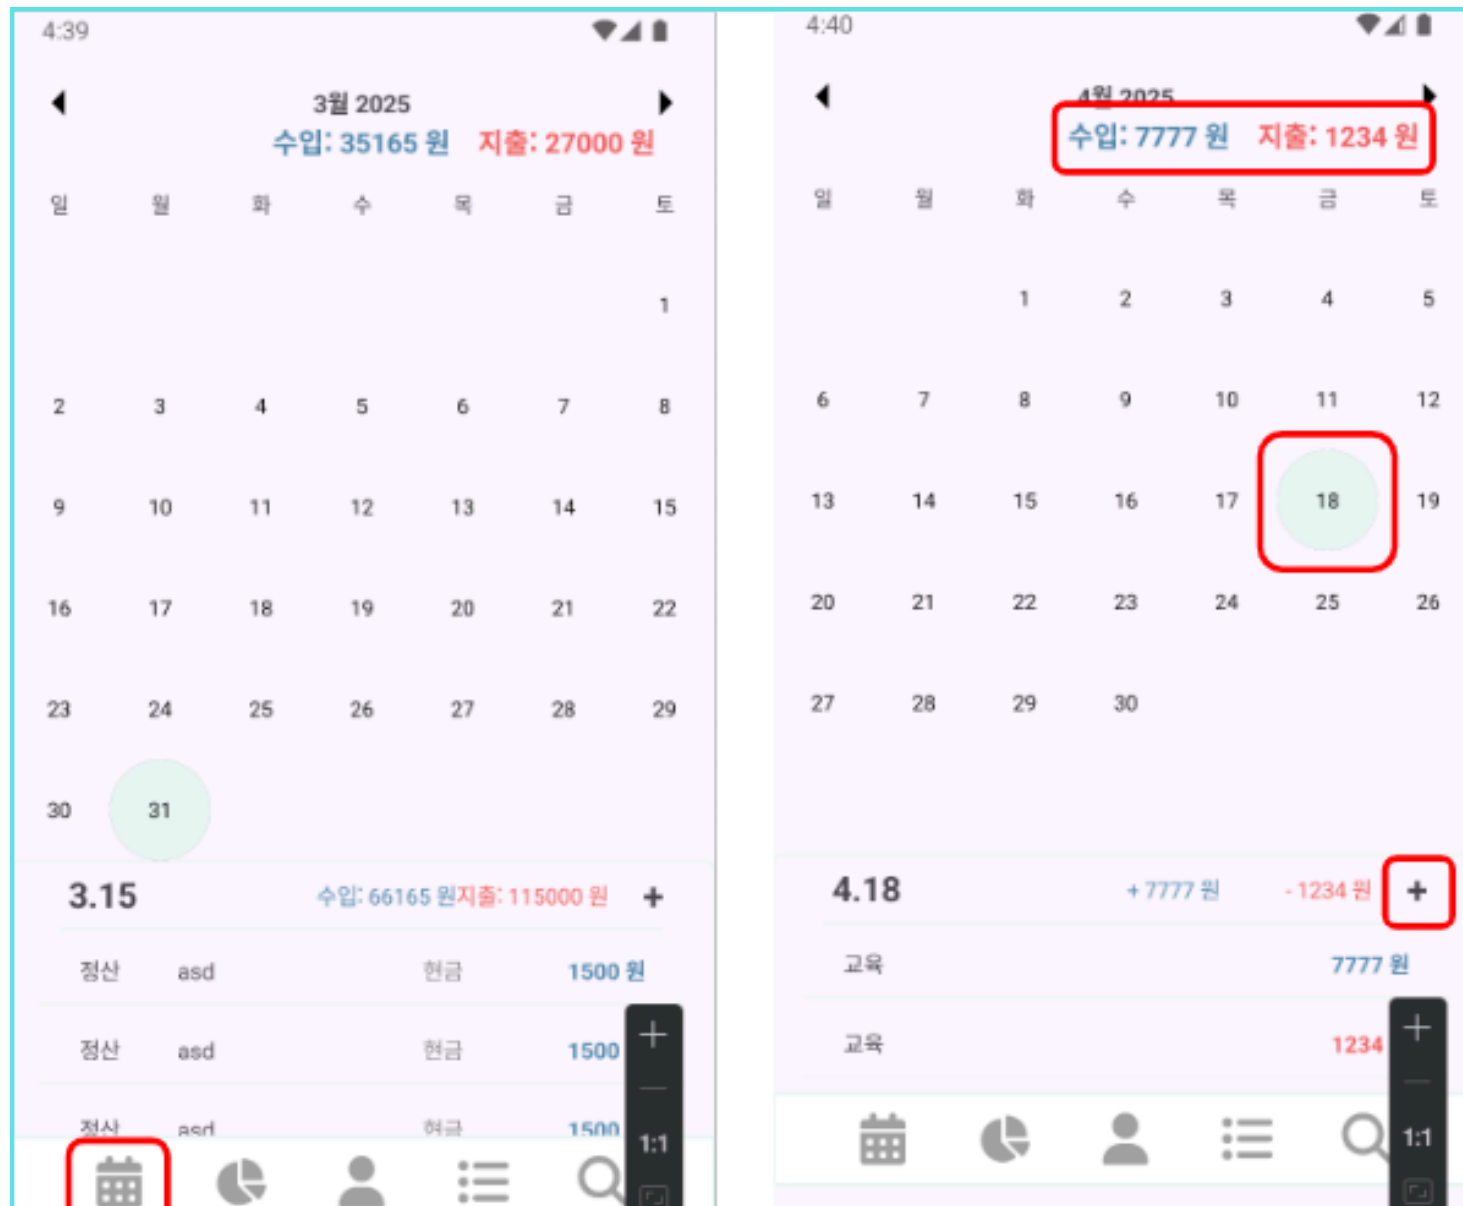 4:39
3월 2025
수입: 35165 원 지출: 27000 원
일 월 화 수 목 금 토
1
2 3 4 5 6 7 8
9 10 11 12 13 14 15
16 17 18 19 20 21 22
23 24 25 26 27 28 29
30 31
3.15 수입: 66165 원지출: 115000 원 +
정산 asd 현금 1500 원
정산 asd 현금 1500
정산 asd 현금 1500
1:1
4:40
4월 2025
수입: 7777 원 지출: 1234 원
일 월 화 수 목 금 토
1 2 3 4 5
6 7 8 9 10 11 12
13 14 15 16 17 18 19
20 21 22 23 24 25 26
27 28 29 30
4.18 + 7777 원 - 1234 원 +
교육 7777 원
교육 1234
1:1